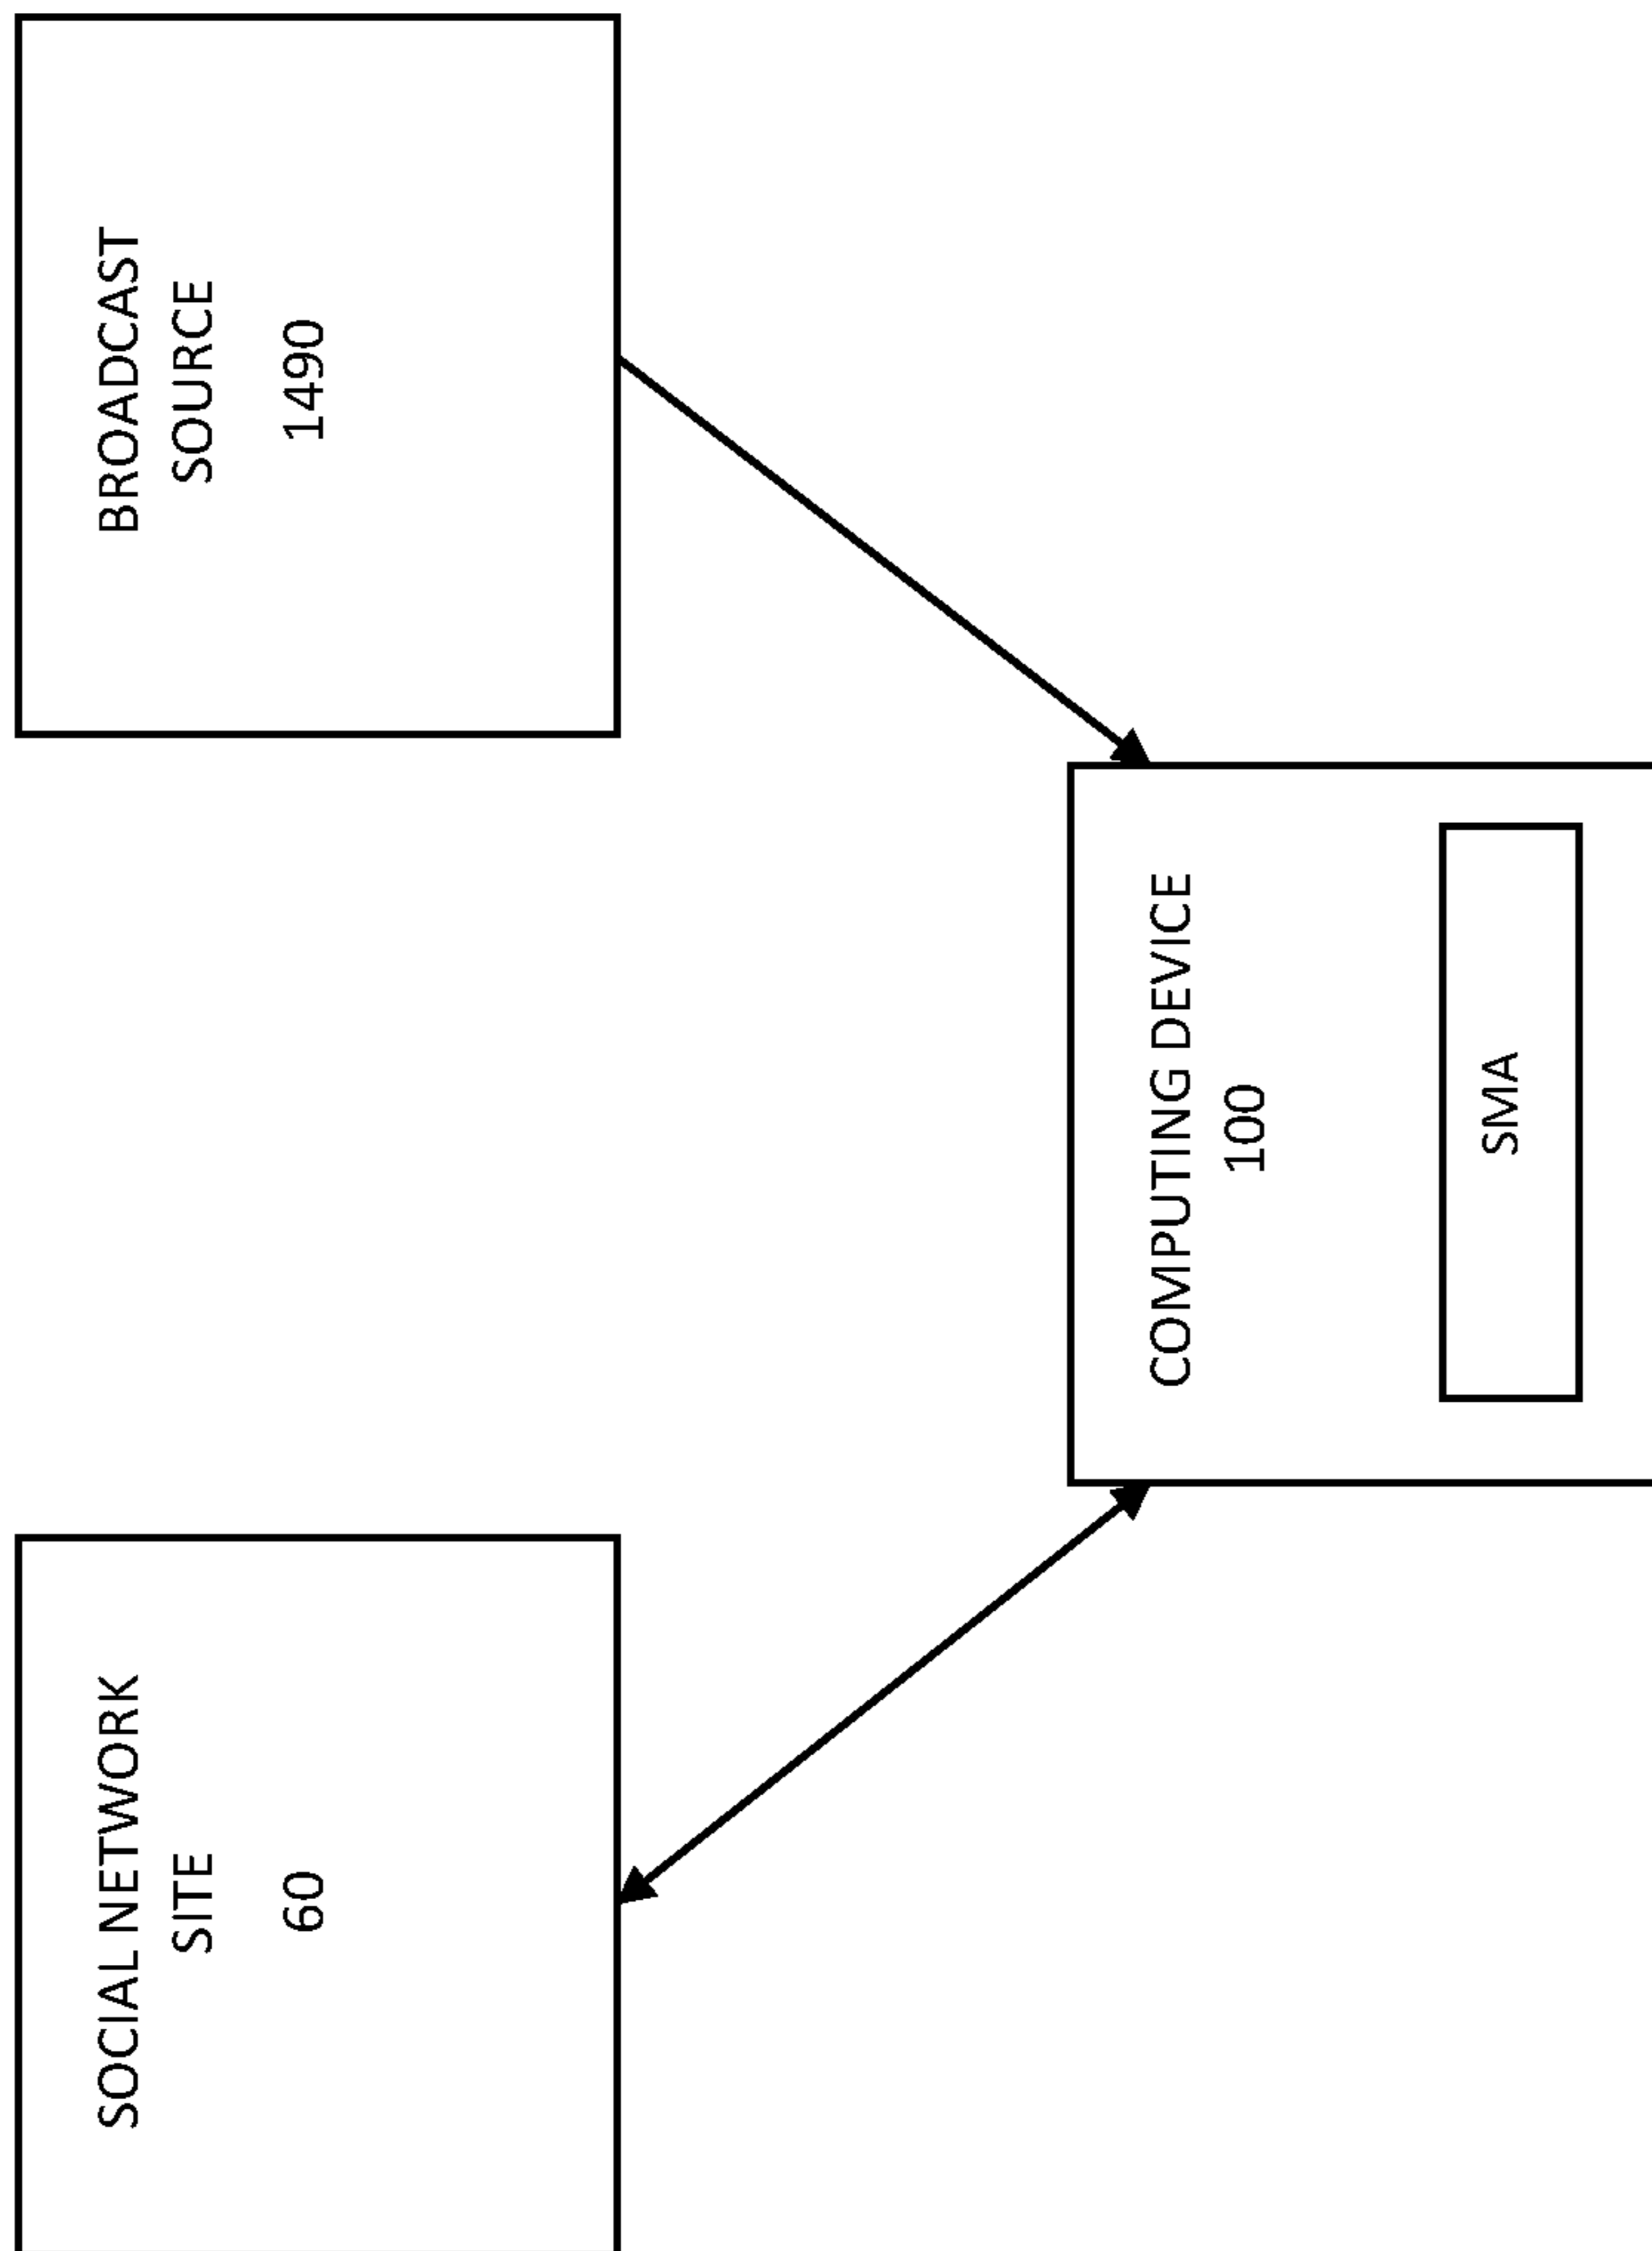 SOCIAL NETWORK
SITE
60
BROADCAST
SOURCE
1490
COMPUTING DEVICE
100
SMA